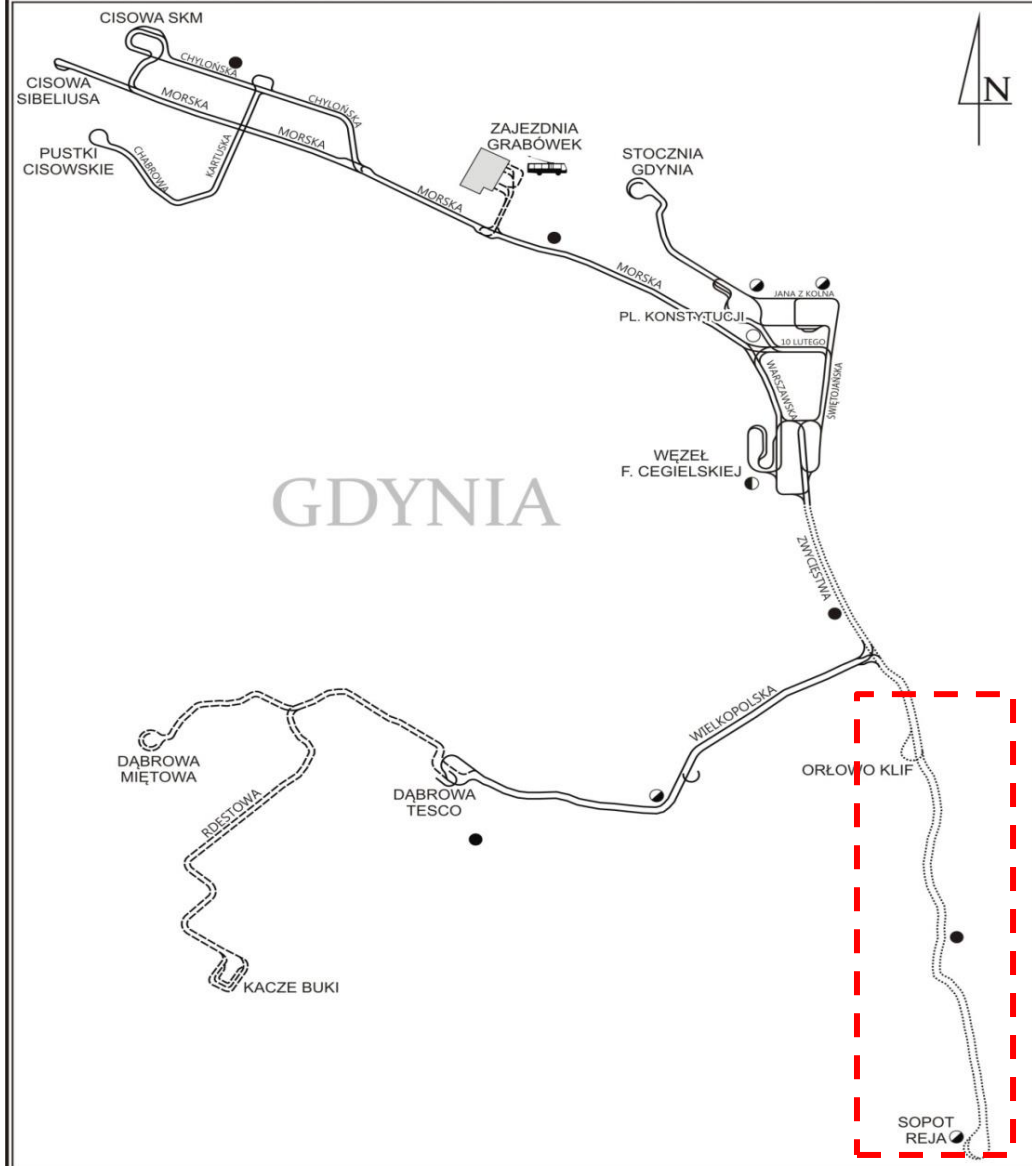 CISOWA SKM
N
CHYLOŃSKA
CISOWA
SIBELIUSA
MORSKA
CHYLOŃSKA
ZAJEZDNIA
GRABÓWEK
MORSKA
PUSTKI
CISOWSKIE
CHABROWA
KARTUSKA
STOCZNIA
GDYNIA
MORSKA
MORSKA
JANA Z KOLNA
PL. KONSTYTUCJI
10 LUTEGO
WARSZAWSKA
ŚWIĘTOJAŃSKA
WĘZEŁ
F. CEGIELSKIEJ
GDYNIA
ZWYCIĘSTWA
WIELKOPOLSKA
DĄBROWA
MIĘTOWA
ORŁOWO KLIF
DĄBROWA
TESCO
RDESTOWA
KACZE BUKI
SOPOT
REJA